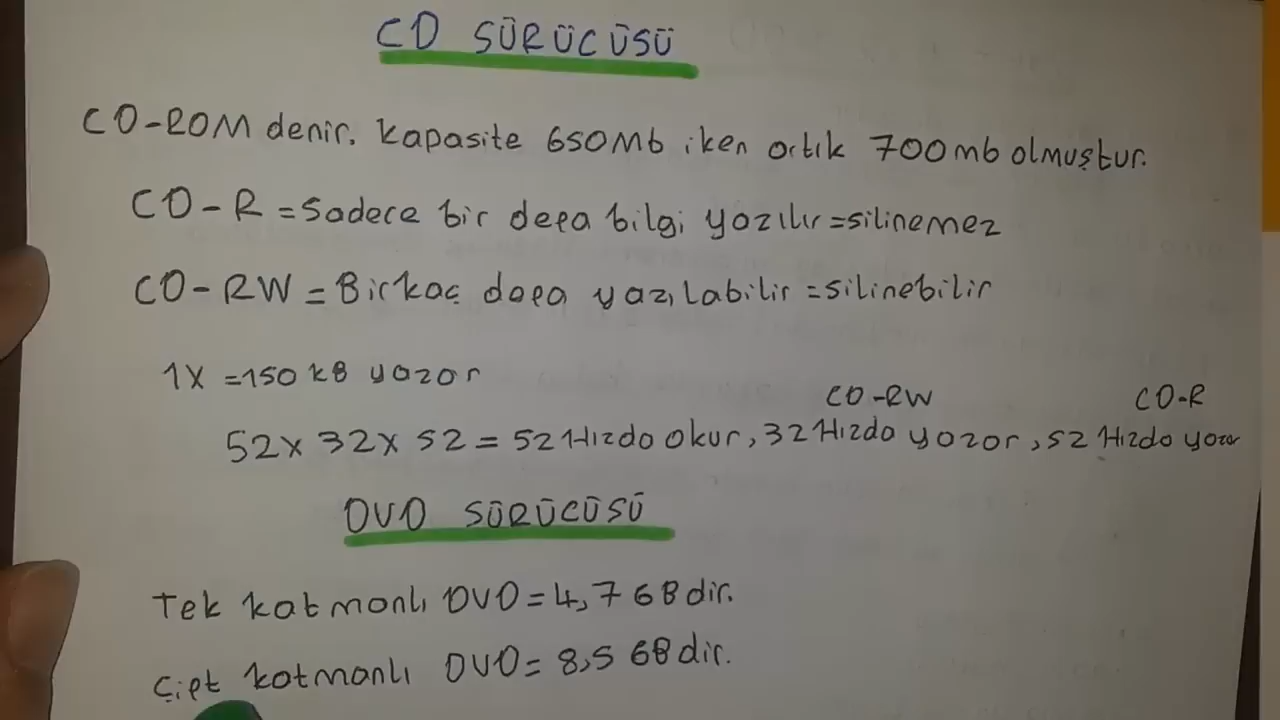 CD SÜRÜCÜSÜ
CD-ROM denir. Kapasite 650Mb iken artık 700mb olmuştur.
CD-R = Sadece bir defa bilgi yazılır = silinemez
CD-RW = Birkaç defa yazılabilir = silinebilir
1X = 150 KB yazar
CD-RW CD-R
52x 32x 52 = 52 Hızda okur, 32 Hızda yazar, 52 Hızda yazar
DVD SÜRÜCÜSÜ
Tek katmanlı DVD = 4,7 GB dir.
Çift katmanlı DVD = 8,5 GB dir.